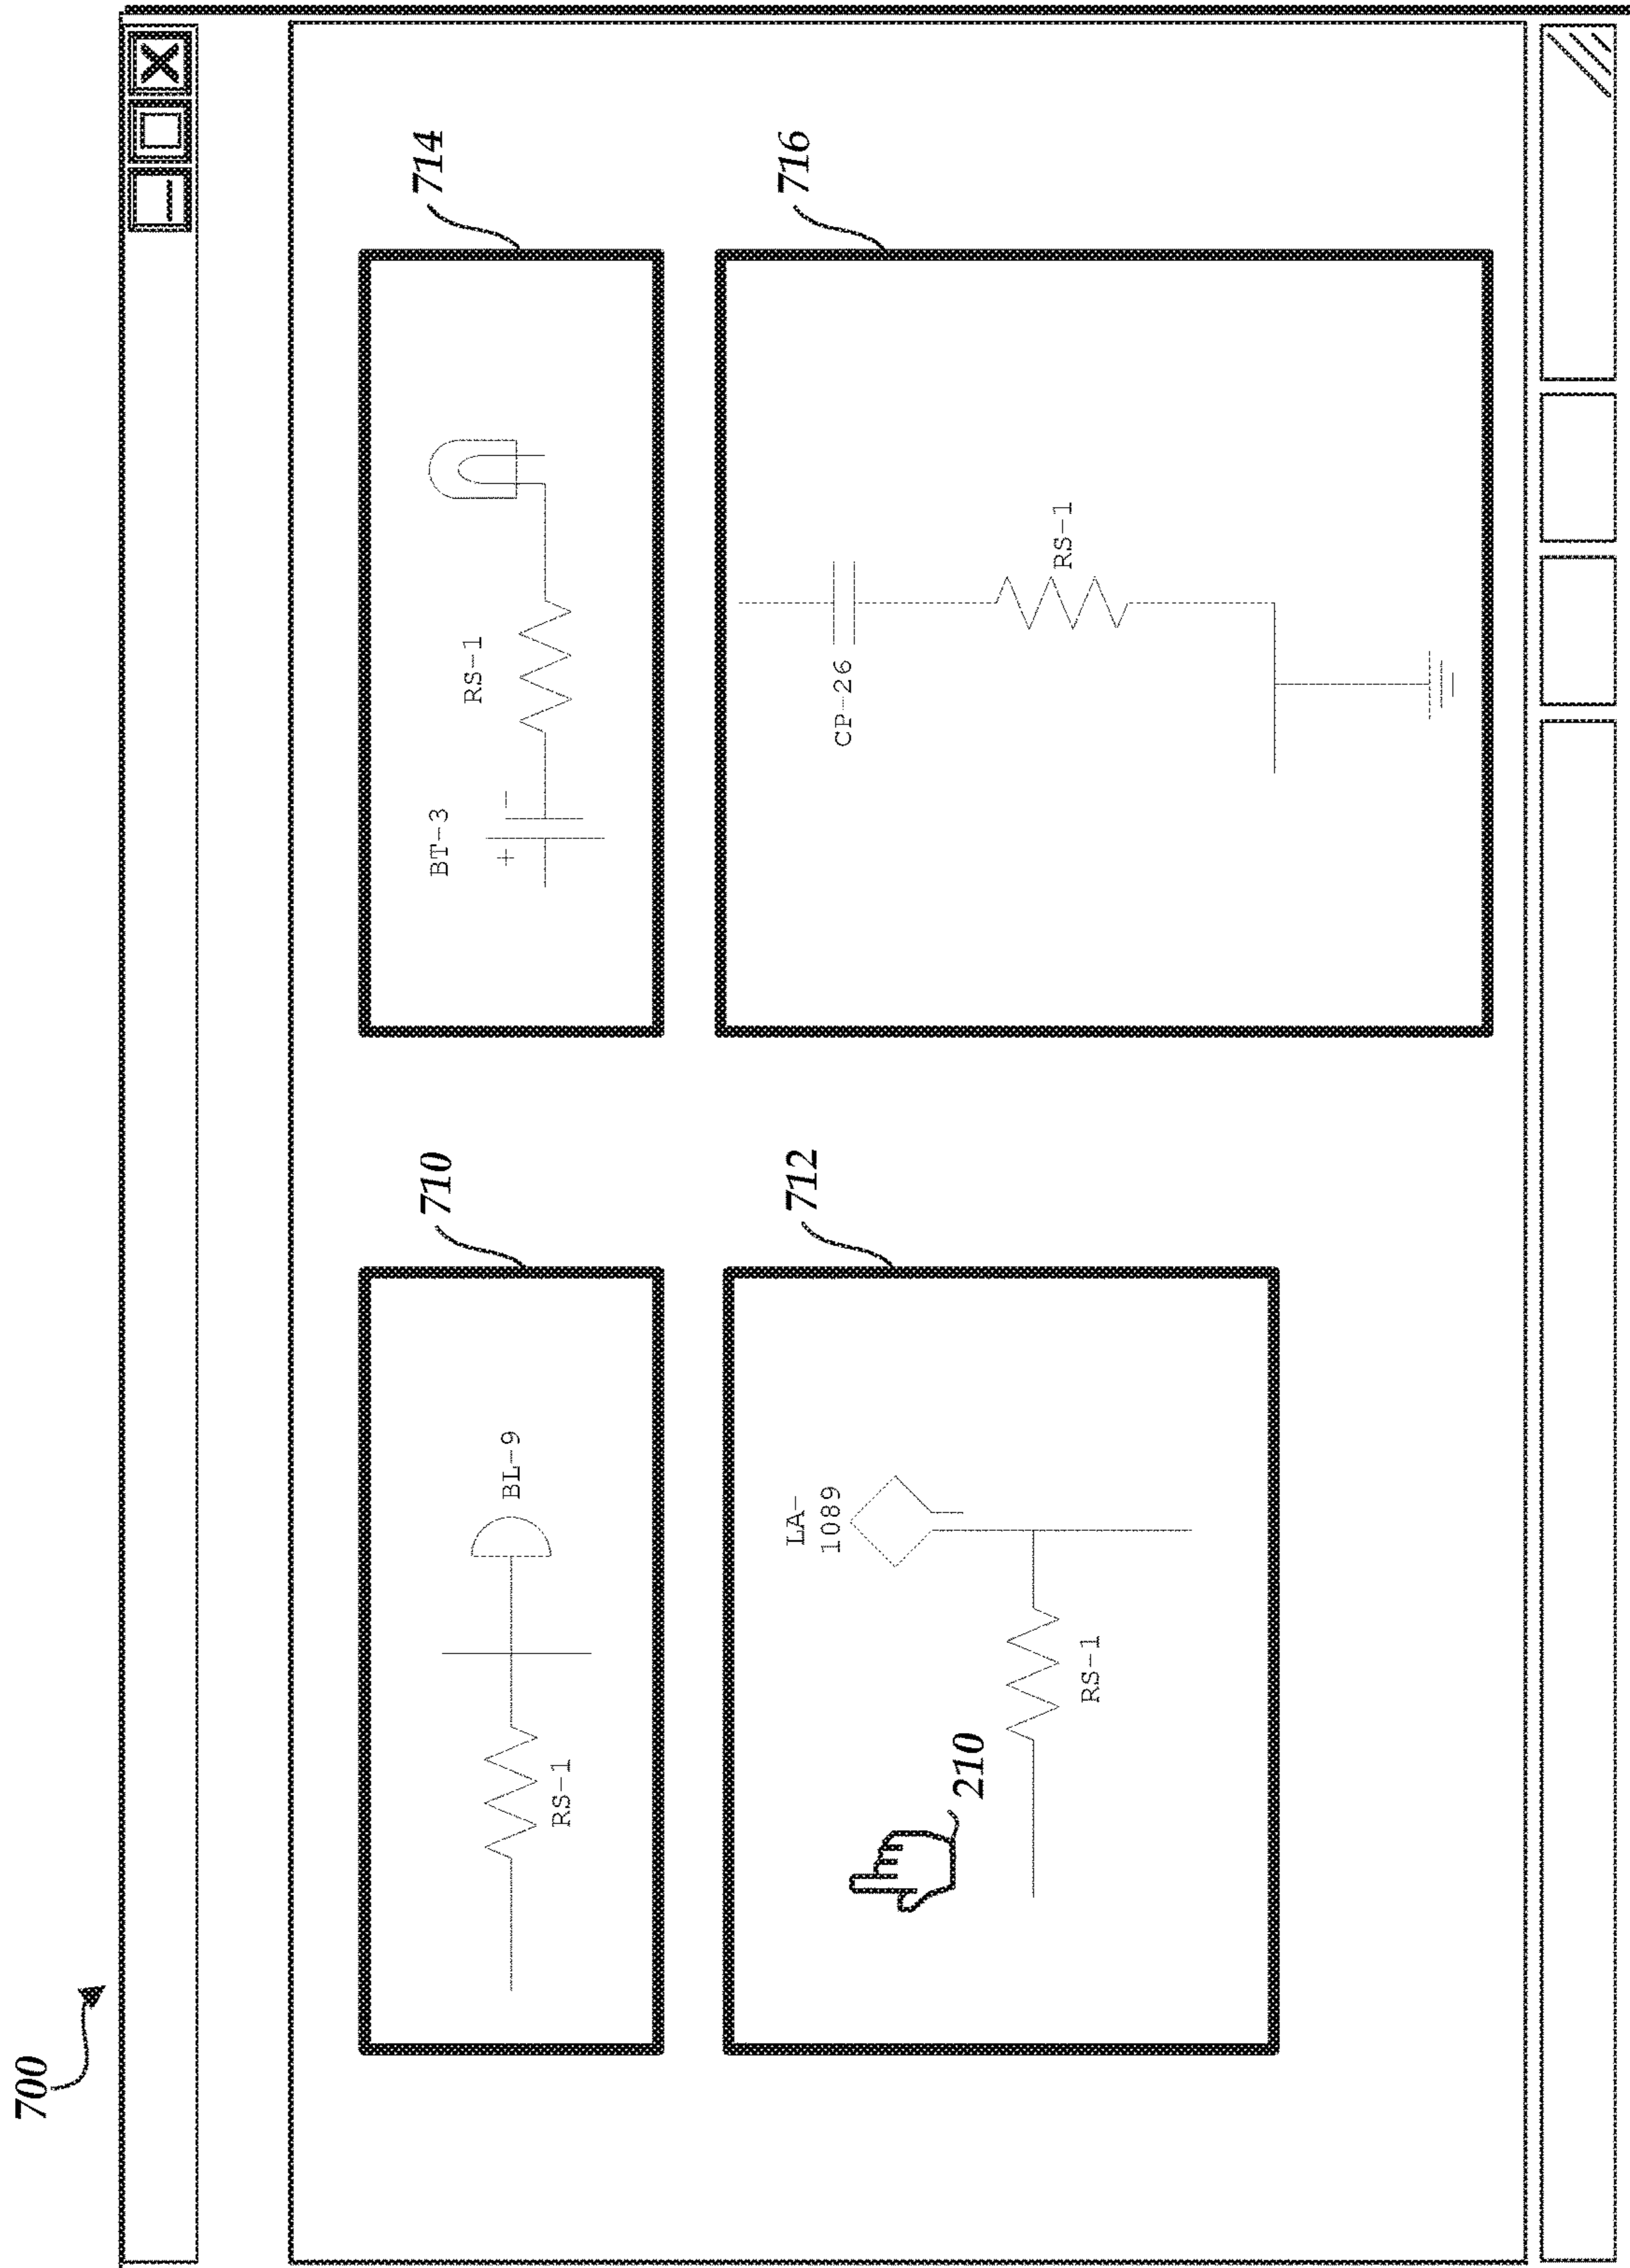 700
710
RS-1
BL-9
714
BT-3
+
−
RS-1
712
LA-
1089
210
RS-1
716
CP-26
RS-1